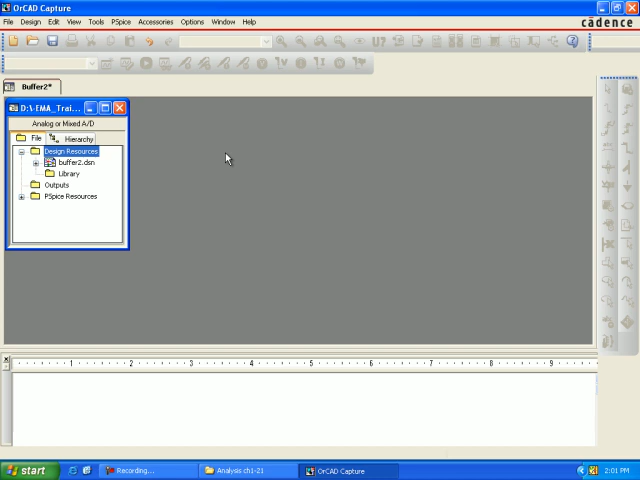 OrCAD Capture
File Design Edit View Tools PSpice Accessories Options Window Help
cādence
U?
Buffer2*
D:\-EMA_Trai...
Analog or Mixed A/D
File Hierarchy
Design Resources
buffer2.dsn
Library
Outputs
PSpice Resources
1 2 3 4 5 6 7 8 9
start Recording... Analysis ch1-21 OrCAD Capture 2:01 PM